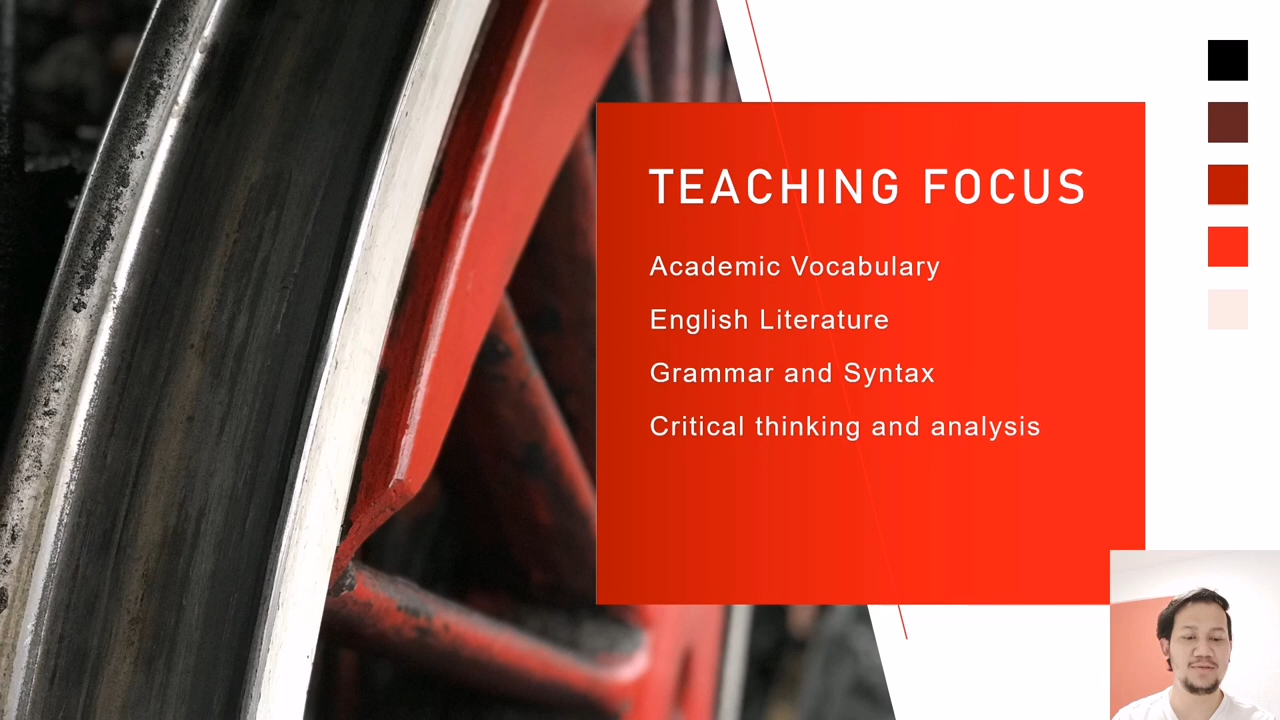 TEACHING FOCUS
Academic Vocabulary
English Literature
Grammar and Syntax
Critical thinking and analysis